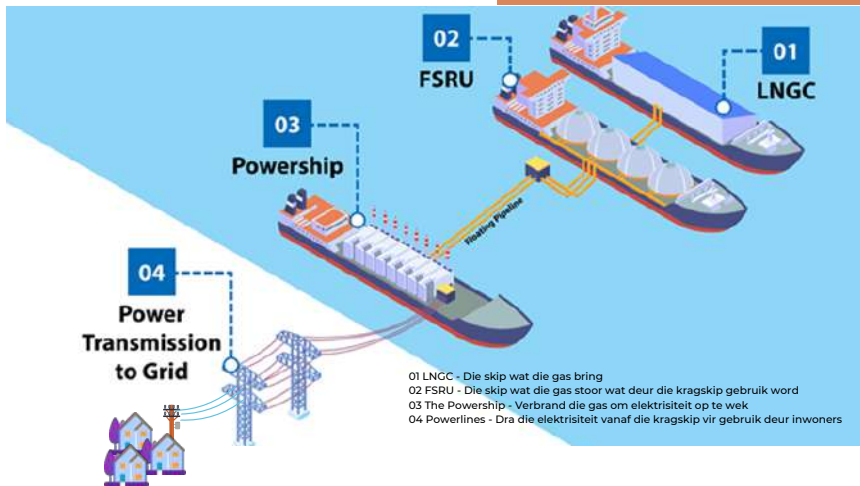 01
LNGC
02
FSRU
03
Powership
Floating Pipeline
04
Power
Transmission
to Grid
01 LNGC - Die skip wat die gas bring
02 FSRU - Die skip wat die gas stoor wat deur die kragskip gebruik word
03 The Powership - Verbrand die gas om elektrisiteit op te wek
04 Powerlines - Dra die elektrisiteit vanaf die kragskip vir gebruik deur inwoners